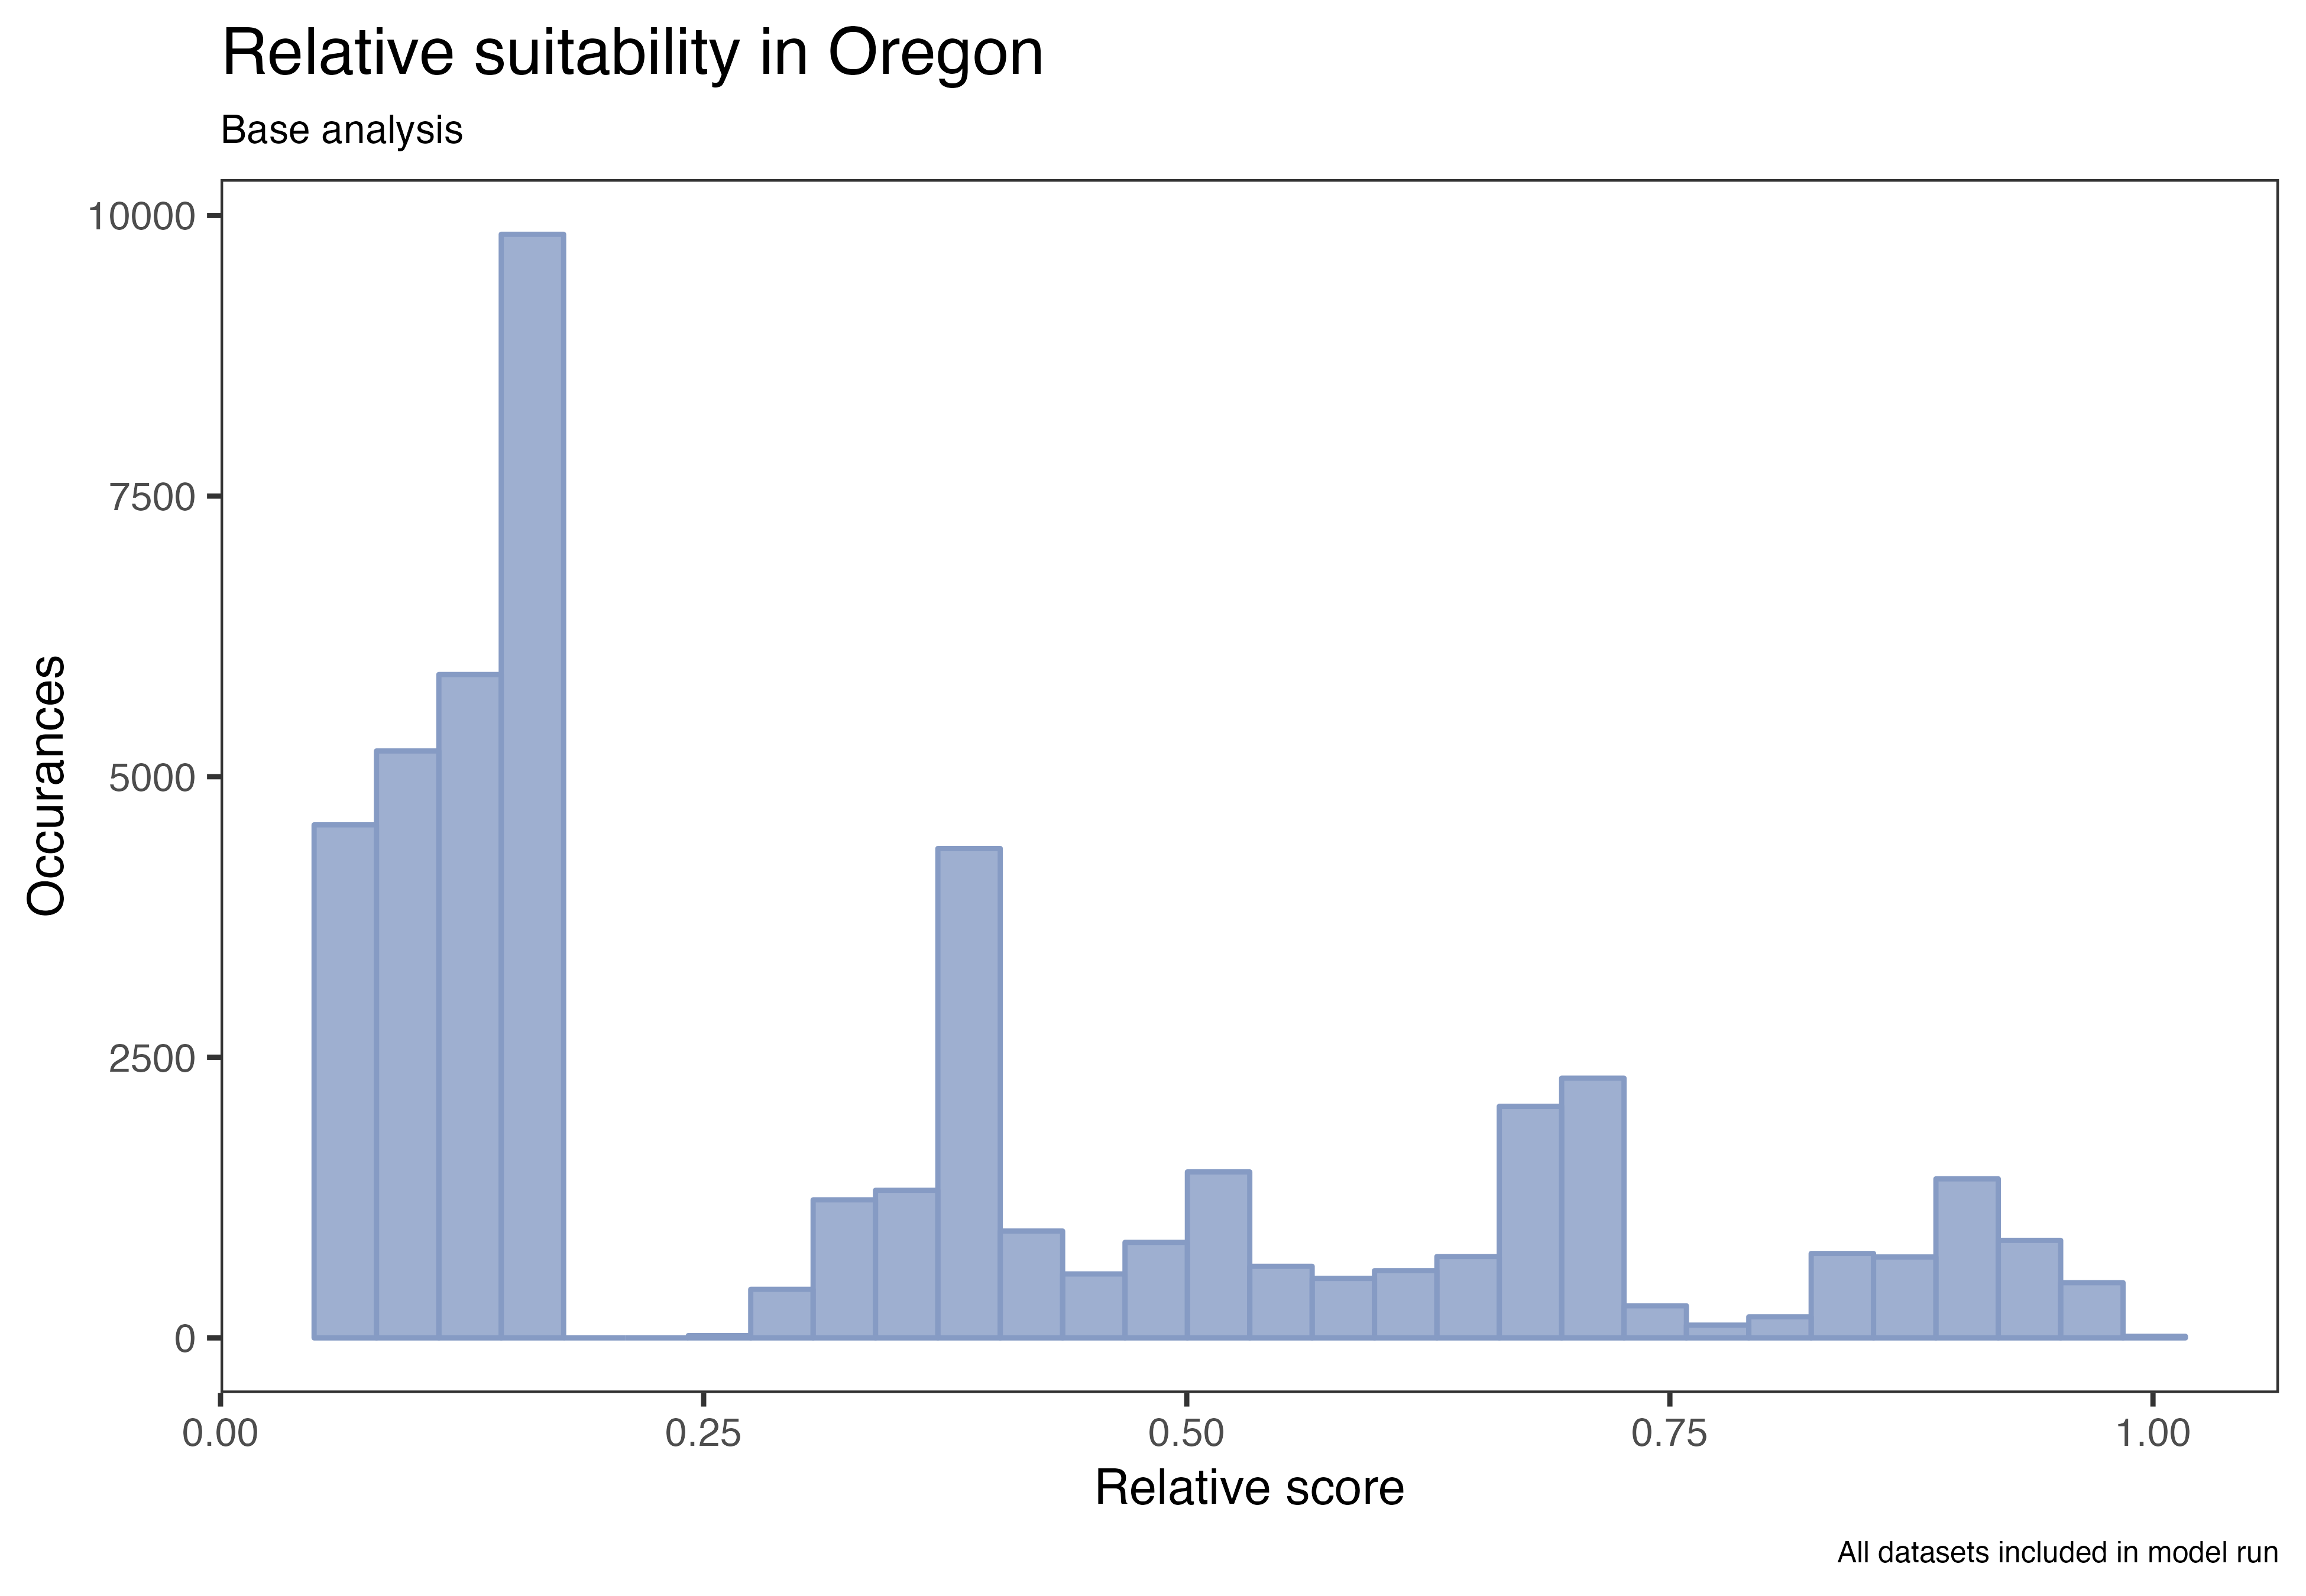 Relative suitability in Oregon
Base analysis
10000
7500
5000
2500
0
Occurances
0.00 0.25 0.50 0.75 1.00
Relative score
All datasets included in model run